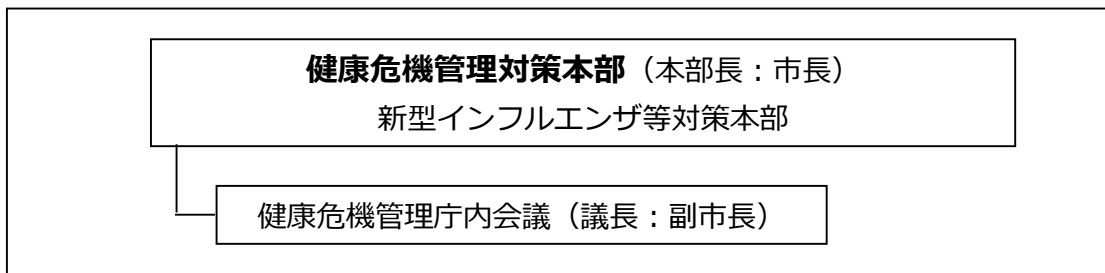 健康危機管理対策本部（本部長：市長）
新型インフルエンザ等対策本部
健康危機管理庁内会議（議長：副市長）